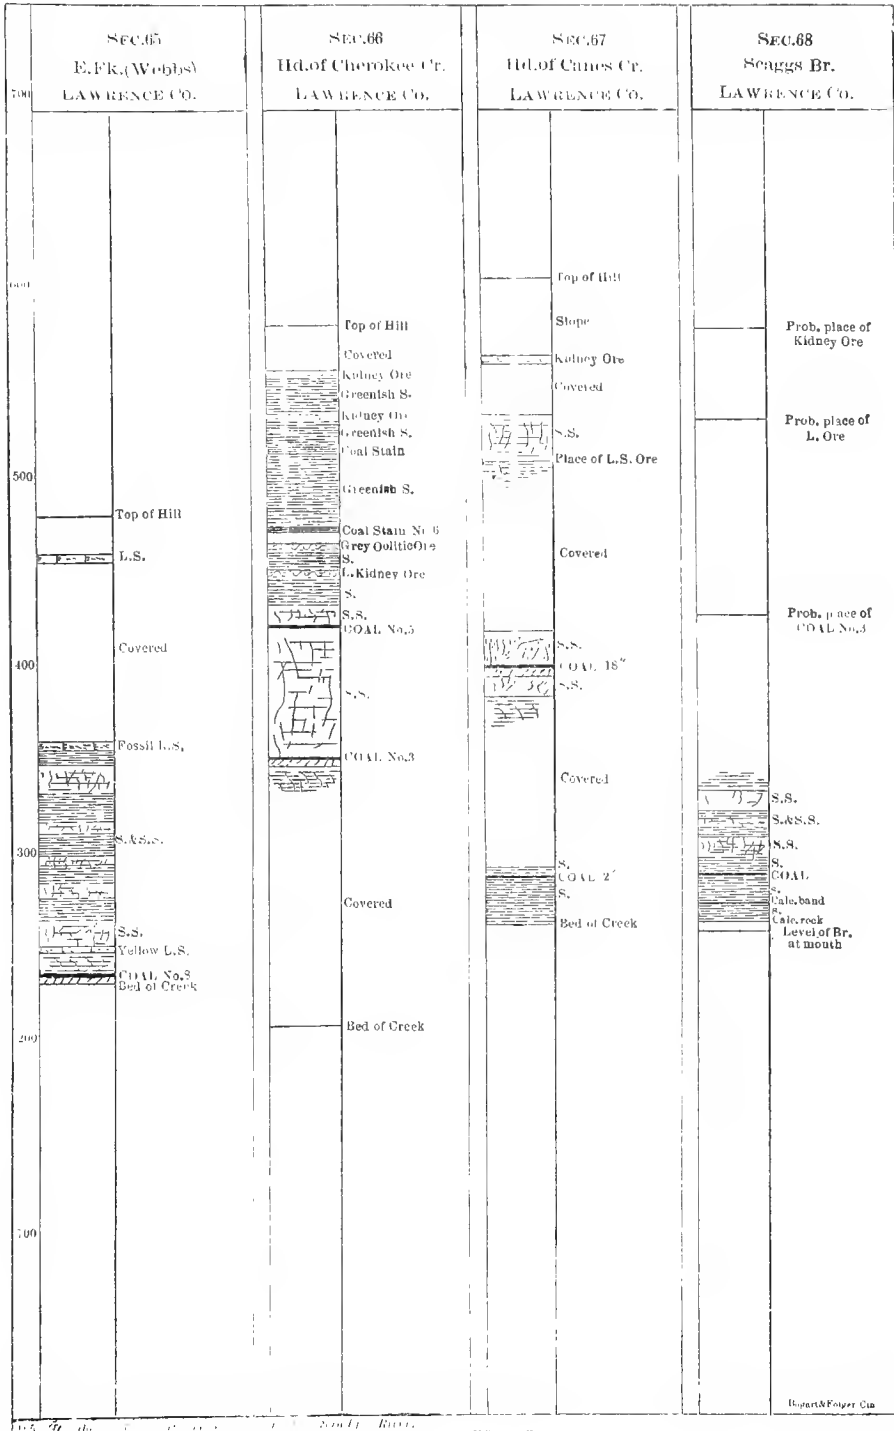 SEC.65
E.Fk.(Webbs)
LAWRENCE CO.
Top of Hill
L.S.
Covered
Fossil L.S.
S.&S.S.
S.S.
Yellow L.S.
COAL No.8
Bed of Creek
SEC.66
Hd.of Cherokee Cr.
LAWRENCE CO.
Top of Hill
Covered
Kidney Ore
Greenish S.
Kidney Ore
Greenish S.
Coal Stain
Greenish S.
Coal Stain No 6
Grey Oolitic Ore
S.
L.Kidney Ore
S.
S.S.
COAL No.5
S.S.
COAL No.3
Covered
Bed of Creek
SEC.67
Hd.of Canes Cr.
LAWRENCE CO.
Top of Hill
Slope
Kidney Ore
Covered
S.S.
Place of L.S. Ore
Covered
S.S.
COAL 18"
S.S.
Covered
S.
COAL 2'
S.
Bed of Creek
SEC.68
Scaggs Br.
LAWRENCE CO.
Prob. place of
Kidney Ore
Prob. place of
L. Ore
Prob. place of
COAL No.3
S.S.
S.&S.S.
S.S.
S.
COAL
S.
Calc.band
S.
Calc.rock
Level of Br.
at mouth
700
600
500
400
300
200
100